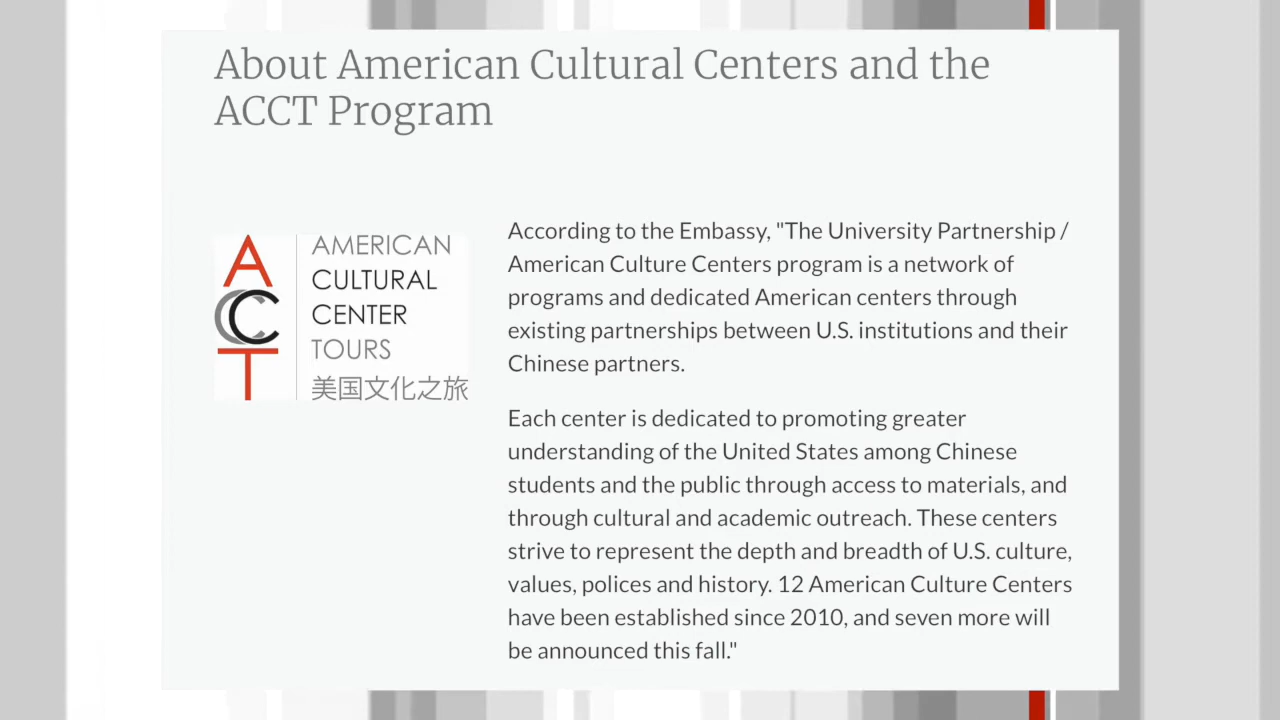 About American Cultural Centers and the
ACCT Program
ACCT
AMERICAN
CULTURAL
CENTER
TOURS
美国文化之旅
According to the Embassy, "The University Partnership /
American Culture Centers program is a network of
programs and dedicated American centers through
existing partnerships between U.S. institutions and their
Chinese partners.
Each center is dedicated to promoting greater
understanding of the United States among Chinese
students and the public through access to materials, and
through cultural and academic outreach. These centers
strive to represent the depth and breadth of U.S. culture,
values, polices and history. 12 American Culture Centers
have been established since 2010, and seven more will
be announced this fall."